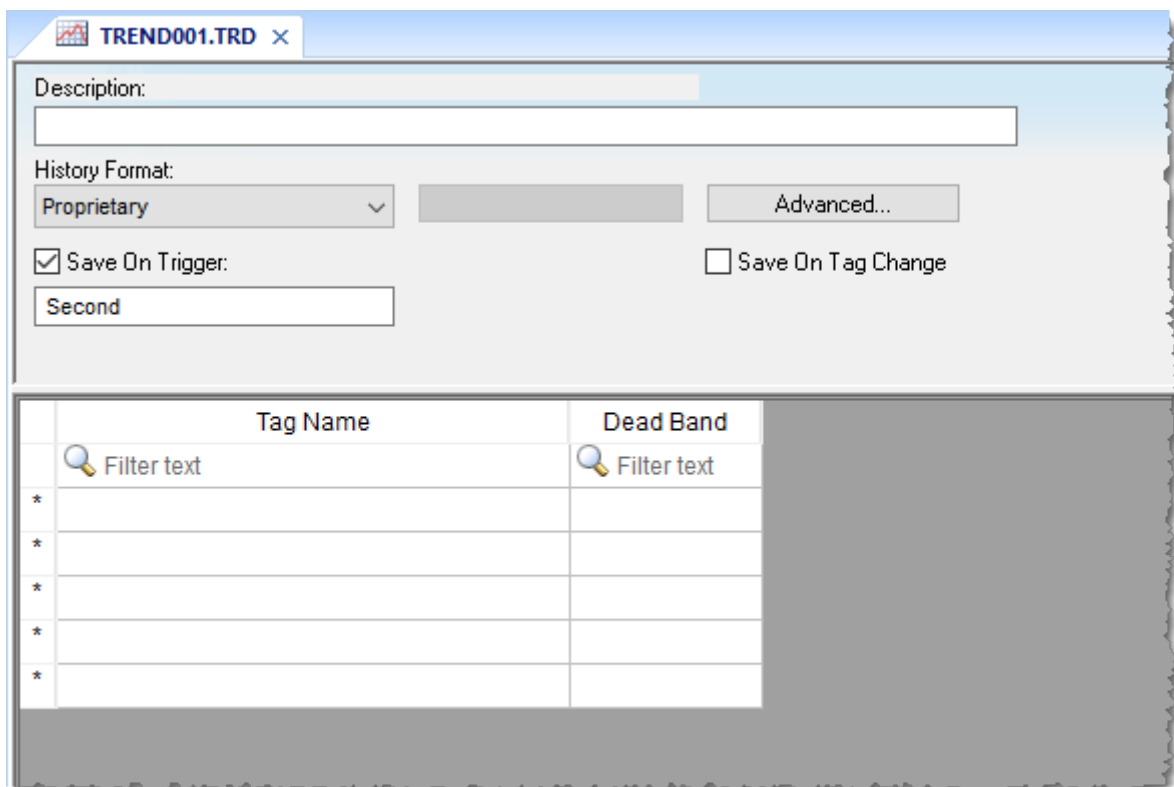 TREND001.TRD
Description:
History Format:
Proprietary
Advanced...
Save On Trigger:
Save On Tag Change
Second
Tag Name Dead Band
Filter text Filter text
*
*
*
*
*